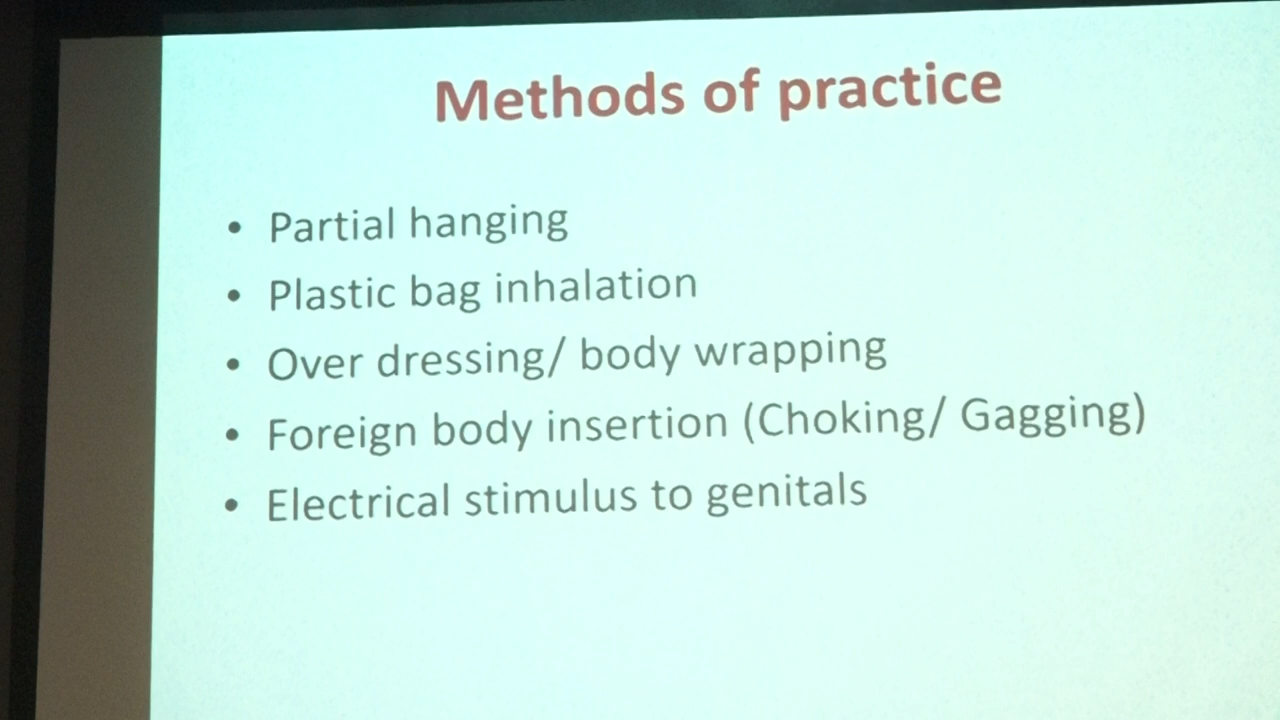 Methods of practice
• Partial hanging
• Plastic bag inhalation
• Over dressing/ body wrapping
• Foreign body insertion (Choking/ Gagging)
• Electrical stimulus to genitals